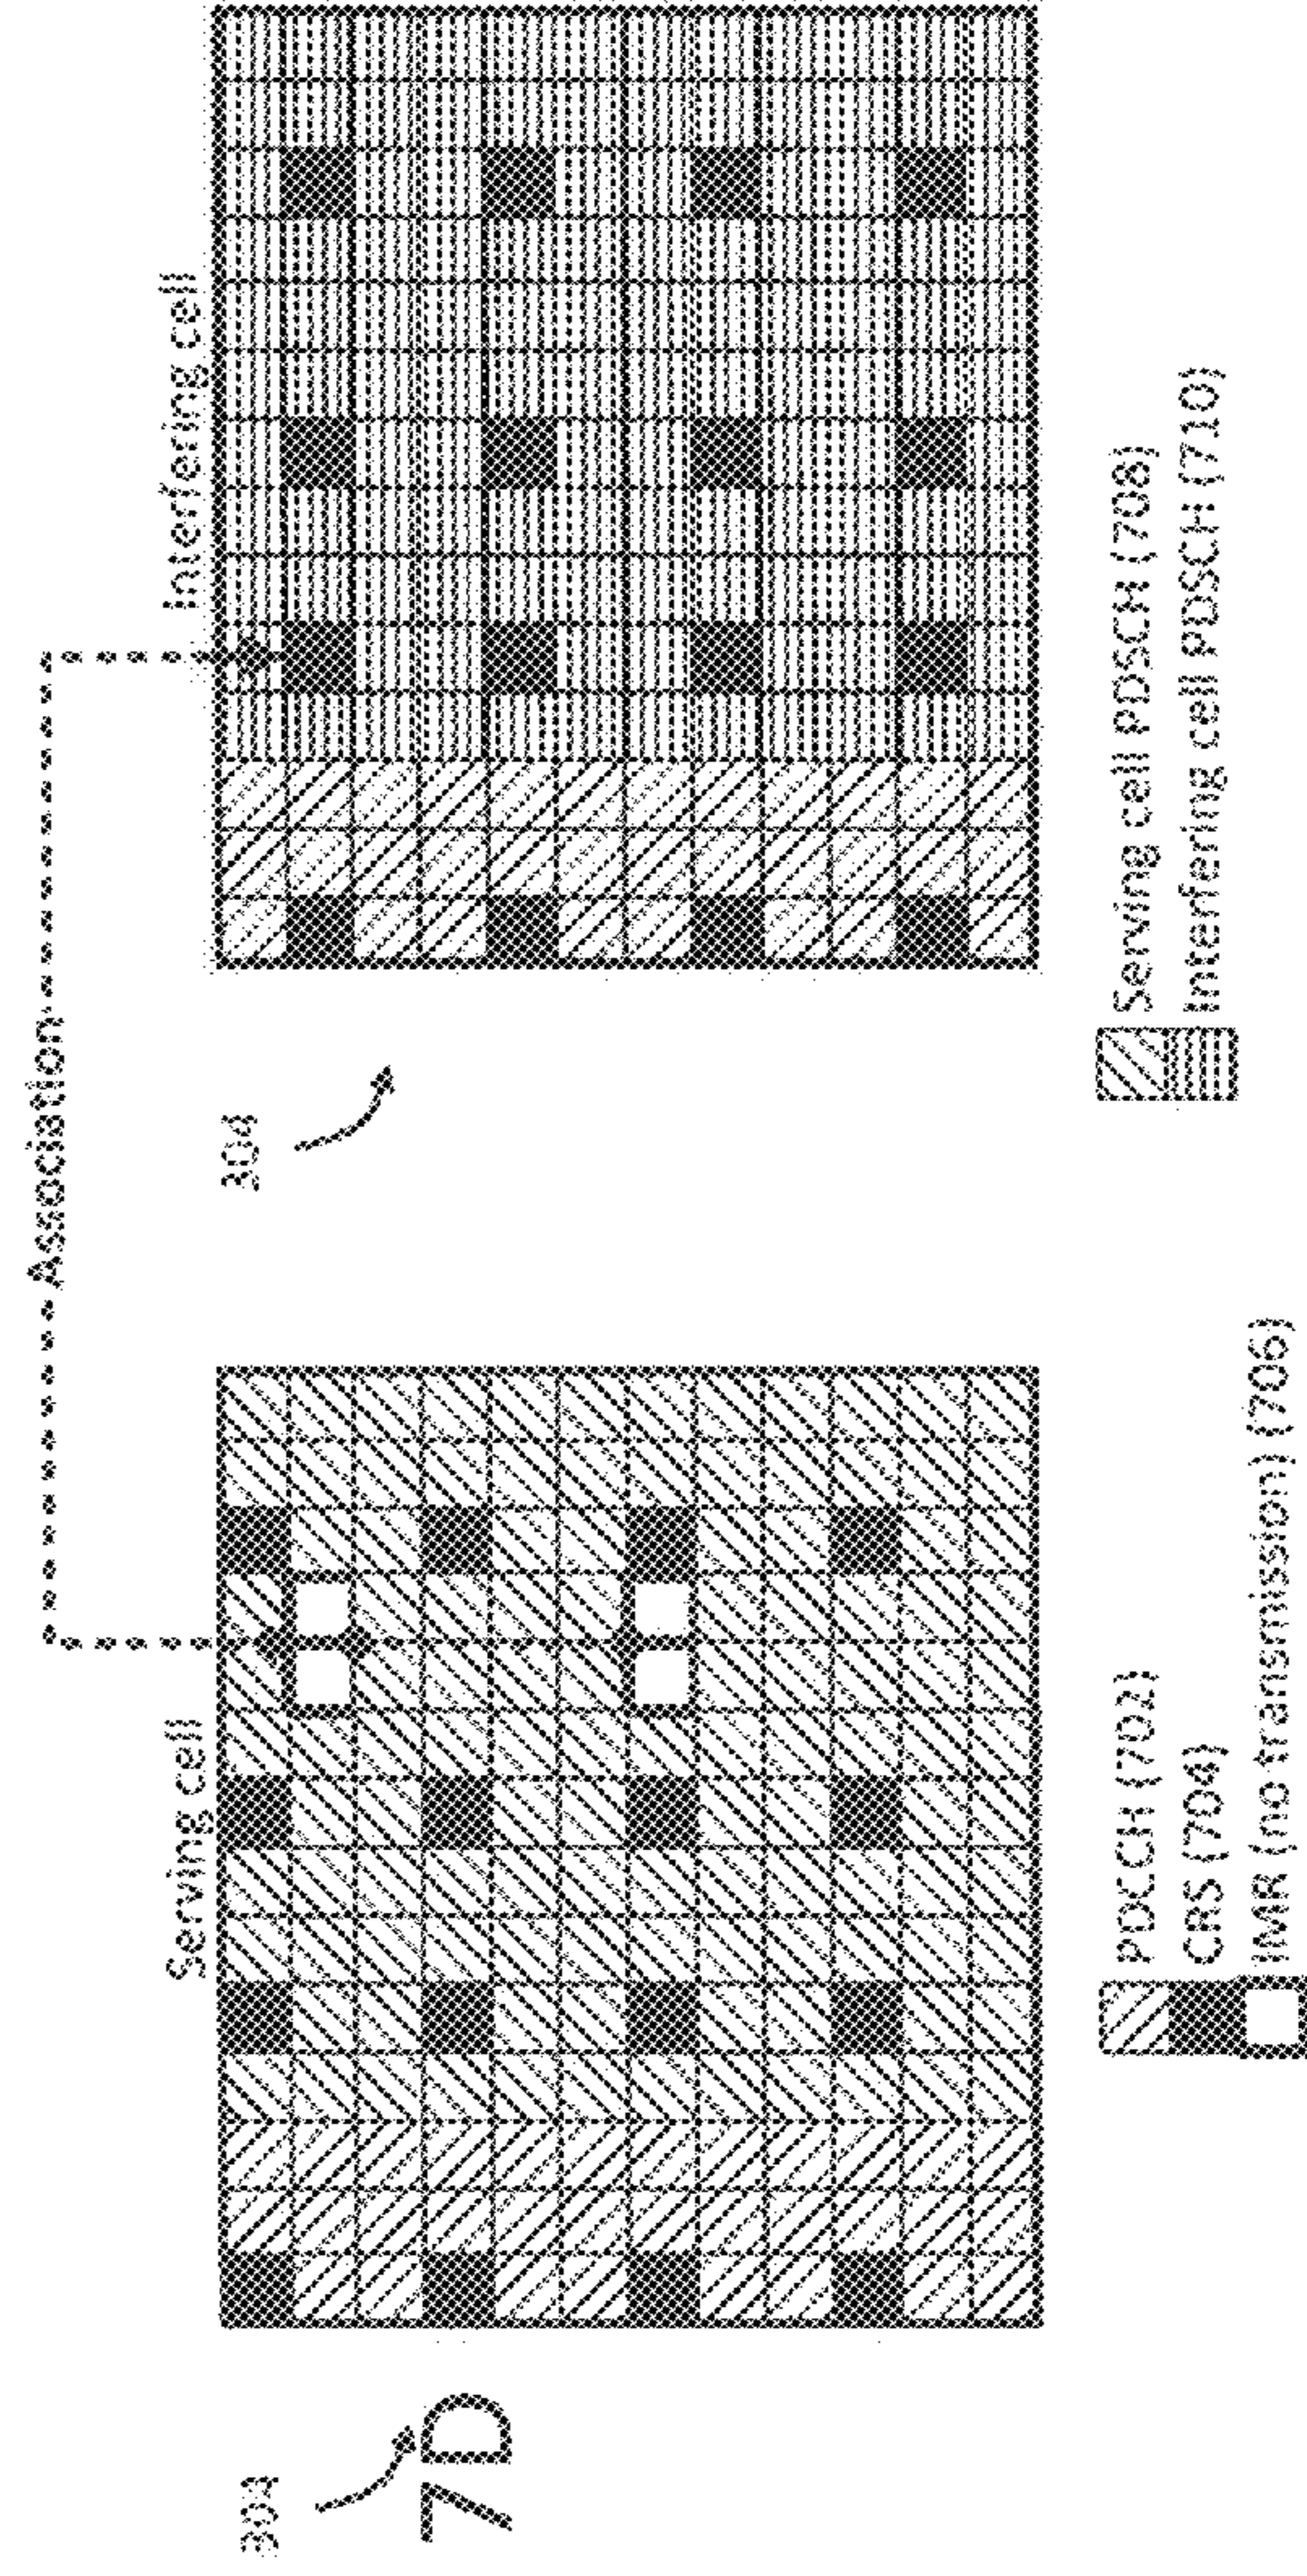 Association
Serving cell
Interfering cell
304
304
7D
PDCCH (702)
CRS (704)
IMR (no transmission) (706)
Serving cell PDSCH (708)
Interfering cell PDSCH (710)